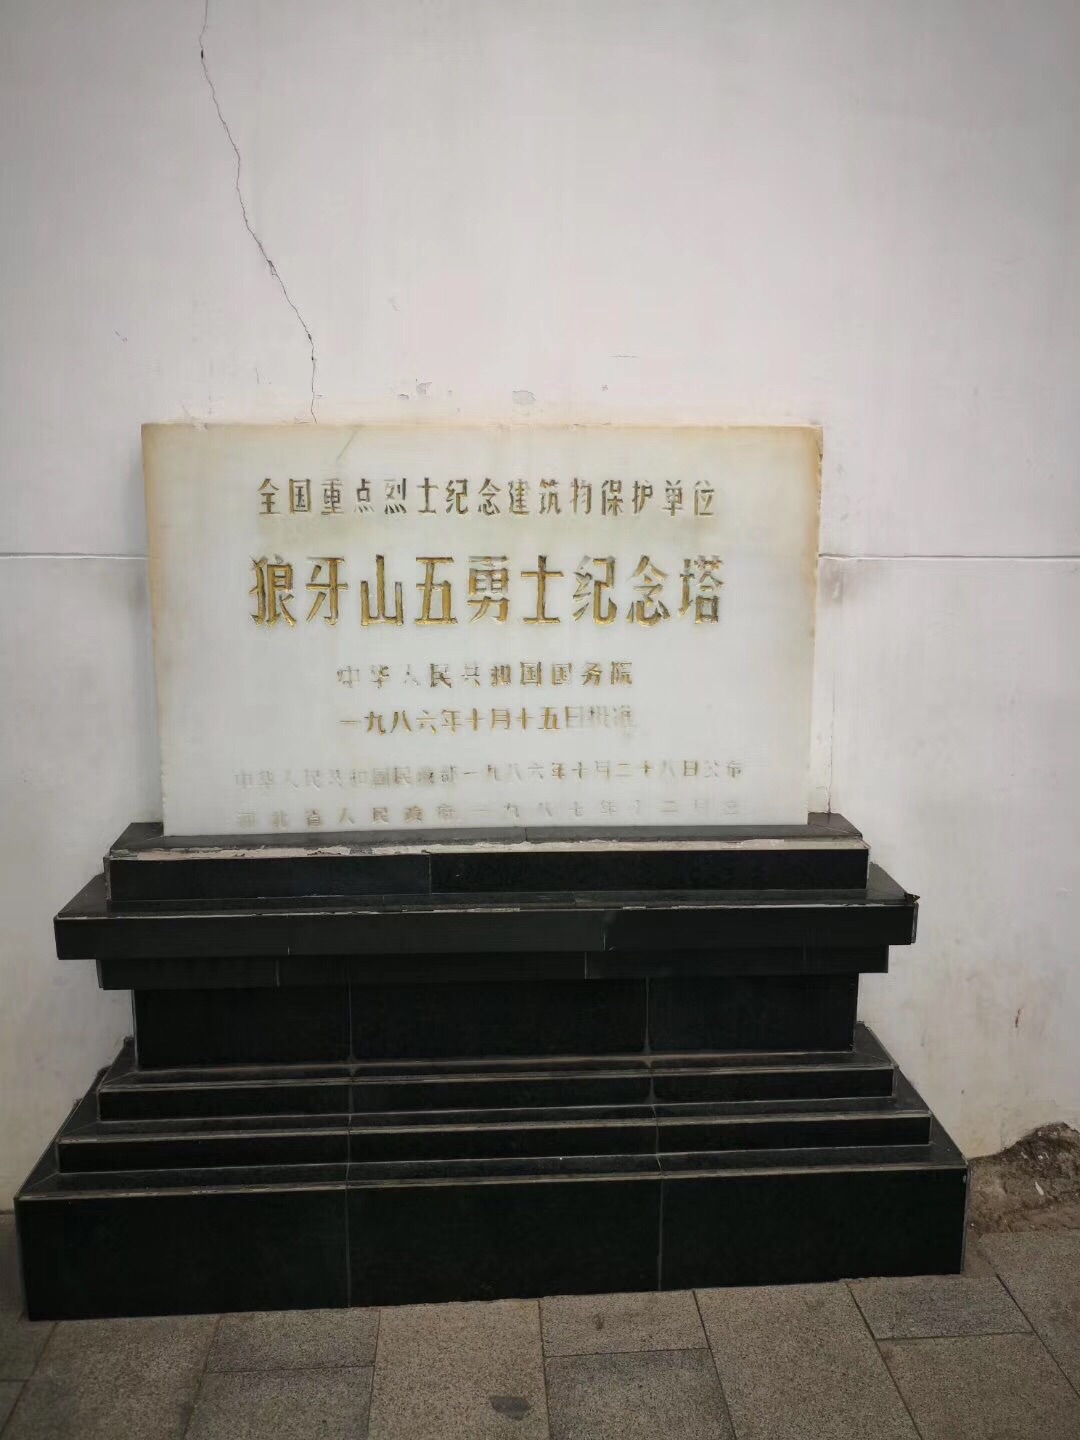 全国重点烈士纪念建筑物保护单位
狼牙山五勇士纪念塔
中华人民共和国国务院
一九八六年十月十五日批准
中华人民共和国民政部一九八六年十月二十八日公布
河北省人民政府一九八七年十二月立